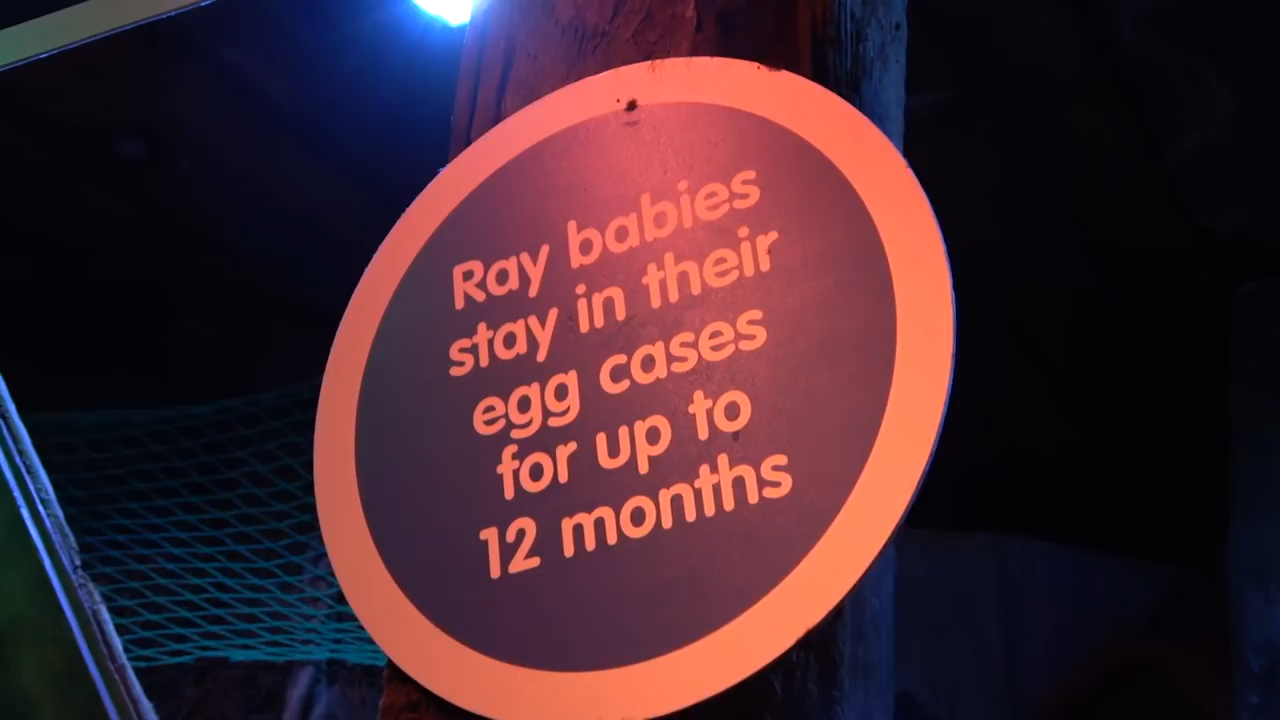 Ray babies
stay in their
egg cases
for up to
12 months